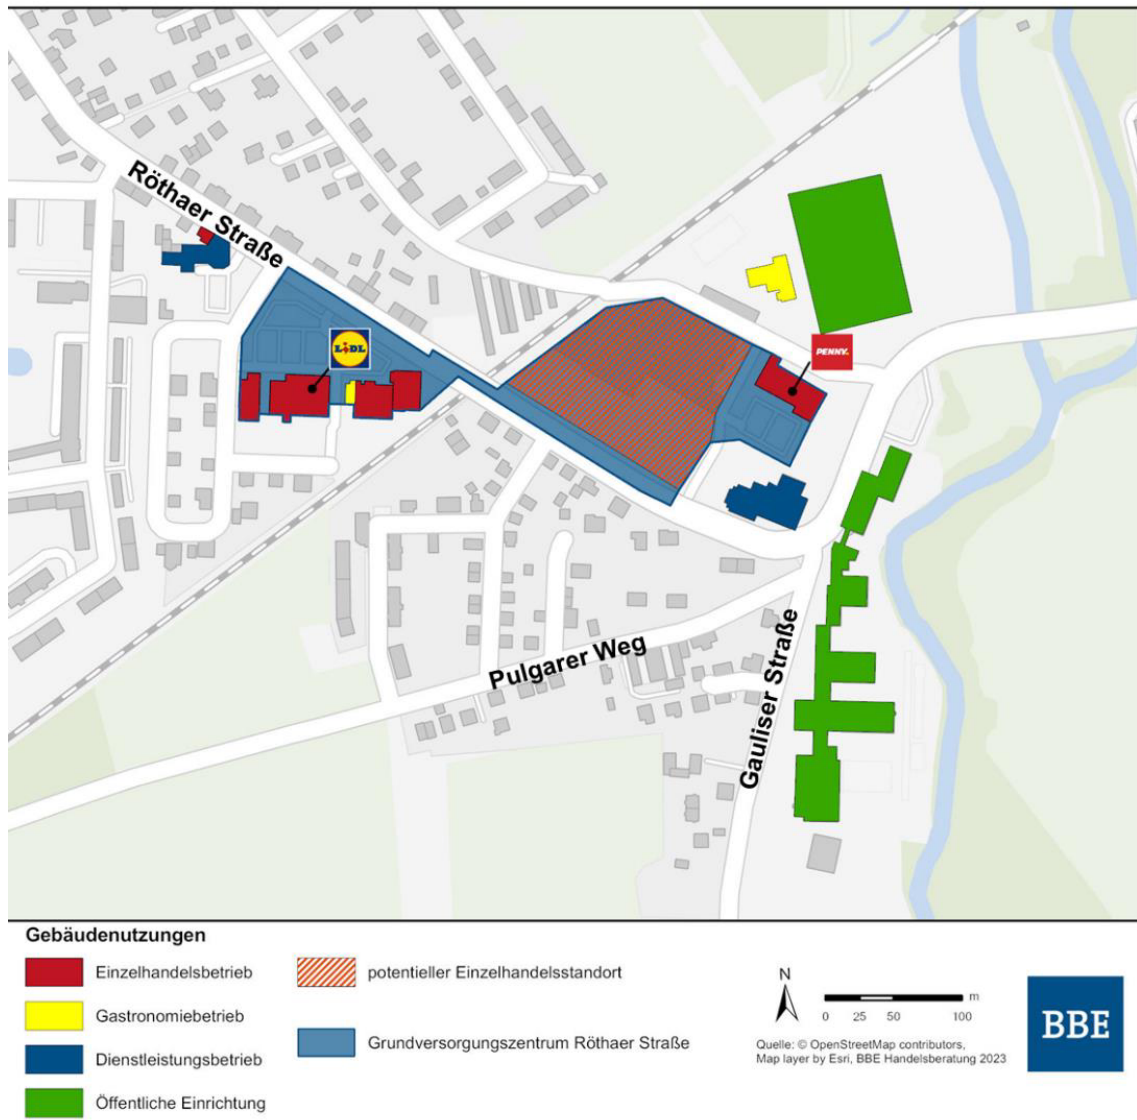 Röthaer Straße
LIDL
PENNY.
Pulgarer Weg
Gauliser Straße
Gebäudenutzungen
Einzelhandelsbetrieb
potentieller Einzelhandelsstandort
Gastronomiebetrieb
Dienstleistungsbetrieb
Grundversorgungszentrum Röthaer Straße
Öffentliche Einrichtung
N
m
0 25 50 100
Quelle: © OpenStreetMap contributors,
Map layer by Esri, BBE Handelsberatung 2023
BBE